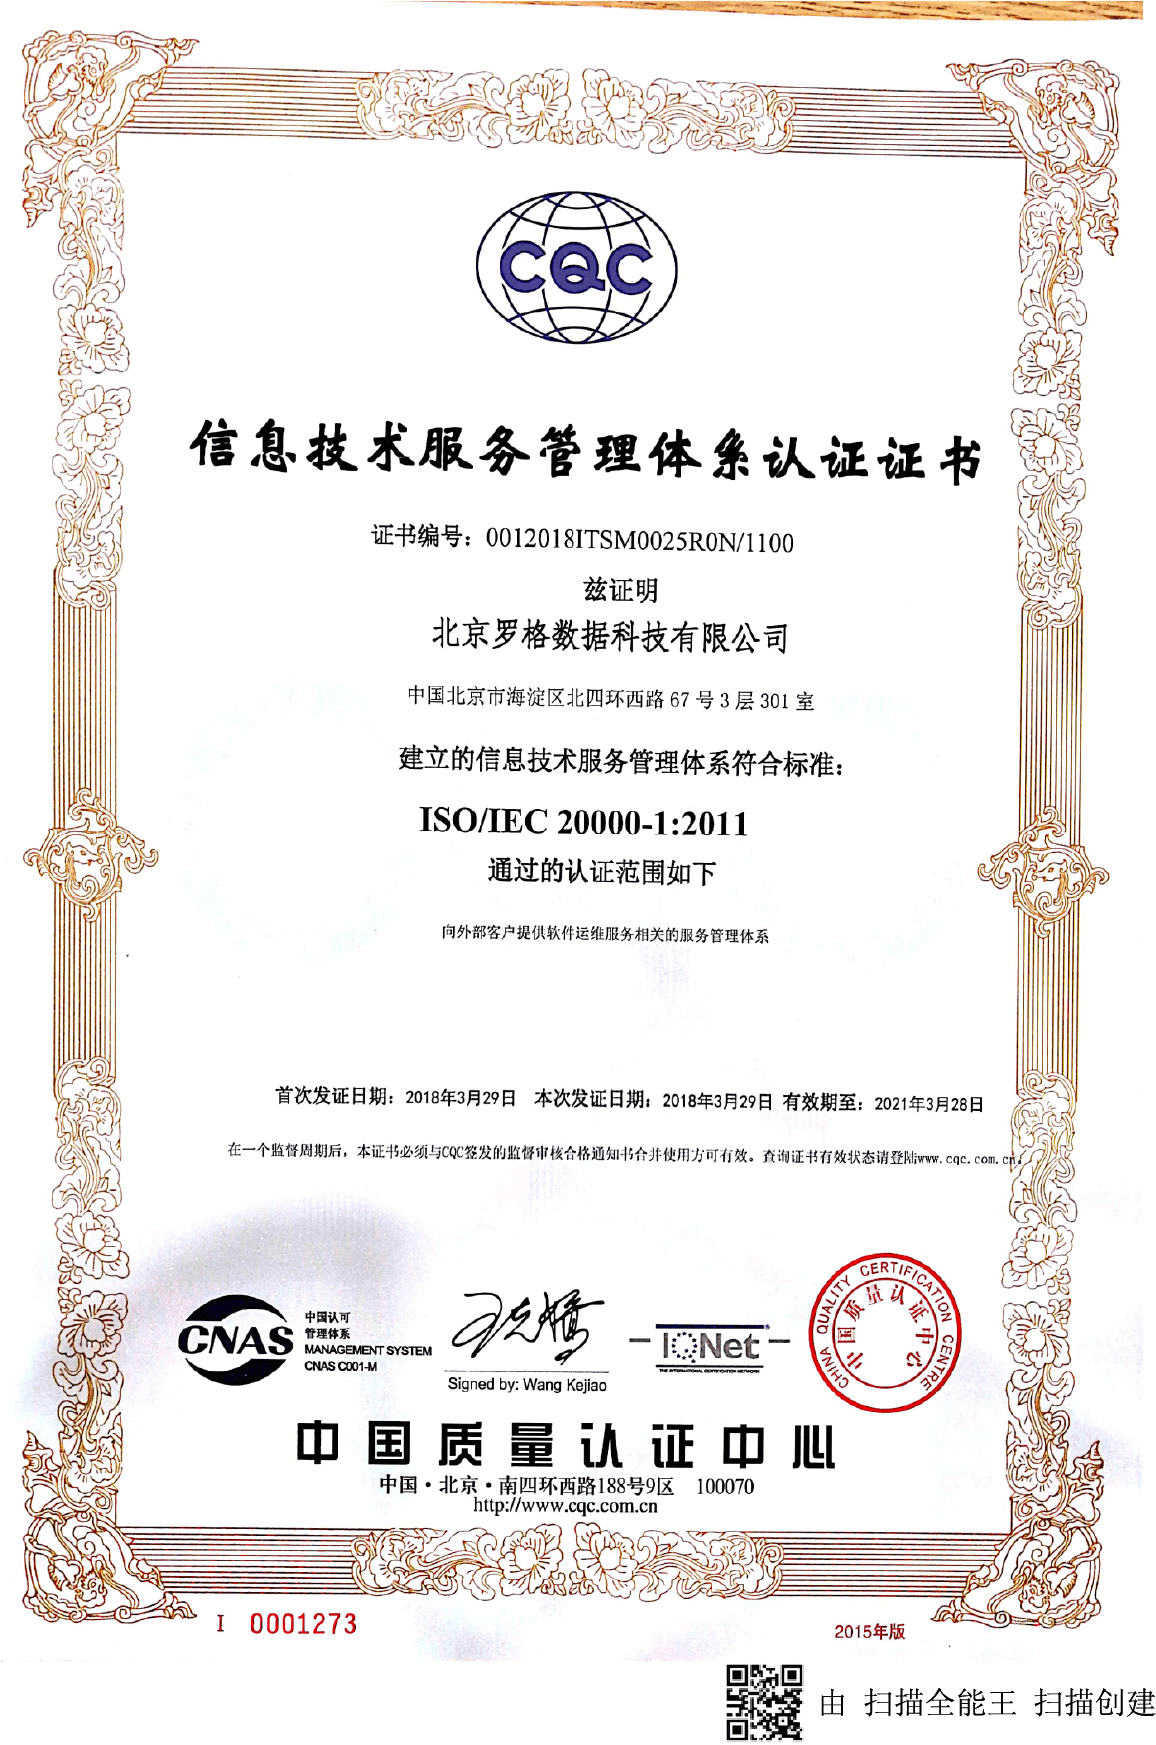 CQC
信息技术服务管理体系认证证书
证书编号：0012018ITSM0025R0N/1100
兹证明
北京罗格数据科技有限公司
中国北京市海淀区北四环西路 67 号 3 层 301 室
建立的信息技术服务管理体系符合标准：
ISO/IEC 20000-1:2011
通过的认证范围如下
向外部客户提供软件运维服务相关的服务管理体系
首次发证日期：2018年3月29日 本次发证日期：2018年3月29日 有效期至：2021年3月28日
在一个监督周期后，本证书必须与CQC签发的监督审核合格通知书合并使用方可有效。查询证书有效状态请登陆www.cqc.com.cn。
CNAS
中国认可
管理体系
MANAGEMENT SYSTEM
CNAS C001-M
王克娇
Signed by: Wang Kejiao
IQNet
THE INTERNATIONAL CERTIFICATION NETWORK
CHINA QUALITY CERTIFICATION CENTRE
中国质量认证中心
中国质量认证中心
中国·北京·南四环西路188号9区 100070
http://www.cqc.com.cn
I 0001273
2015年版
由 扫描全能王 扫描创建